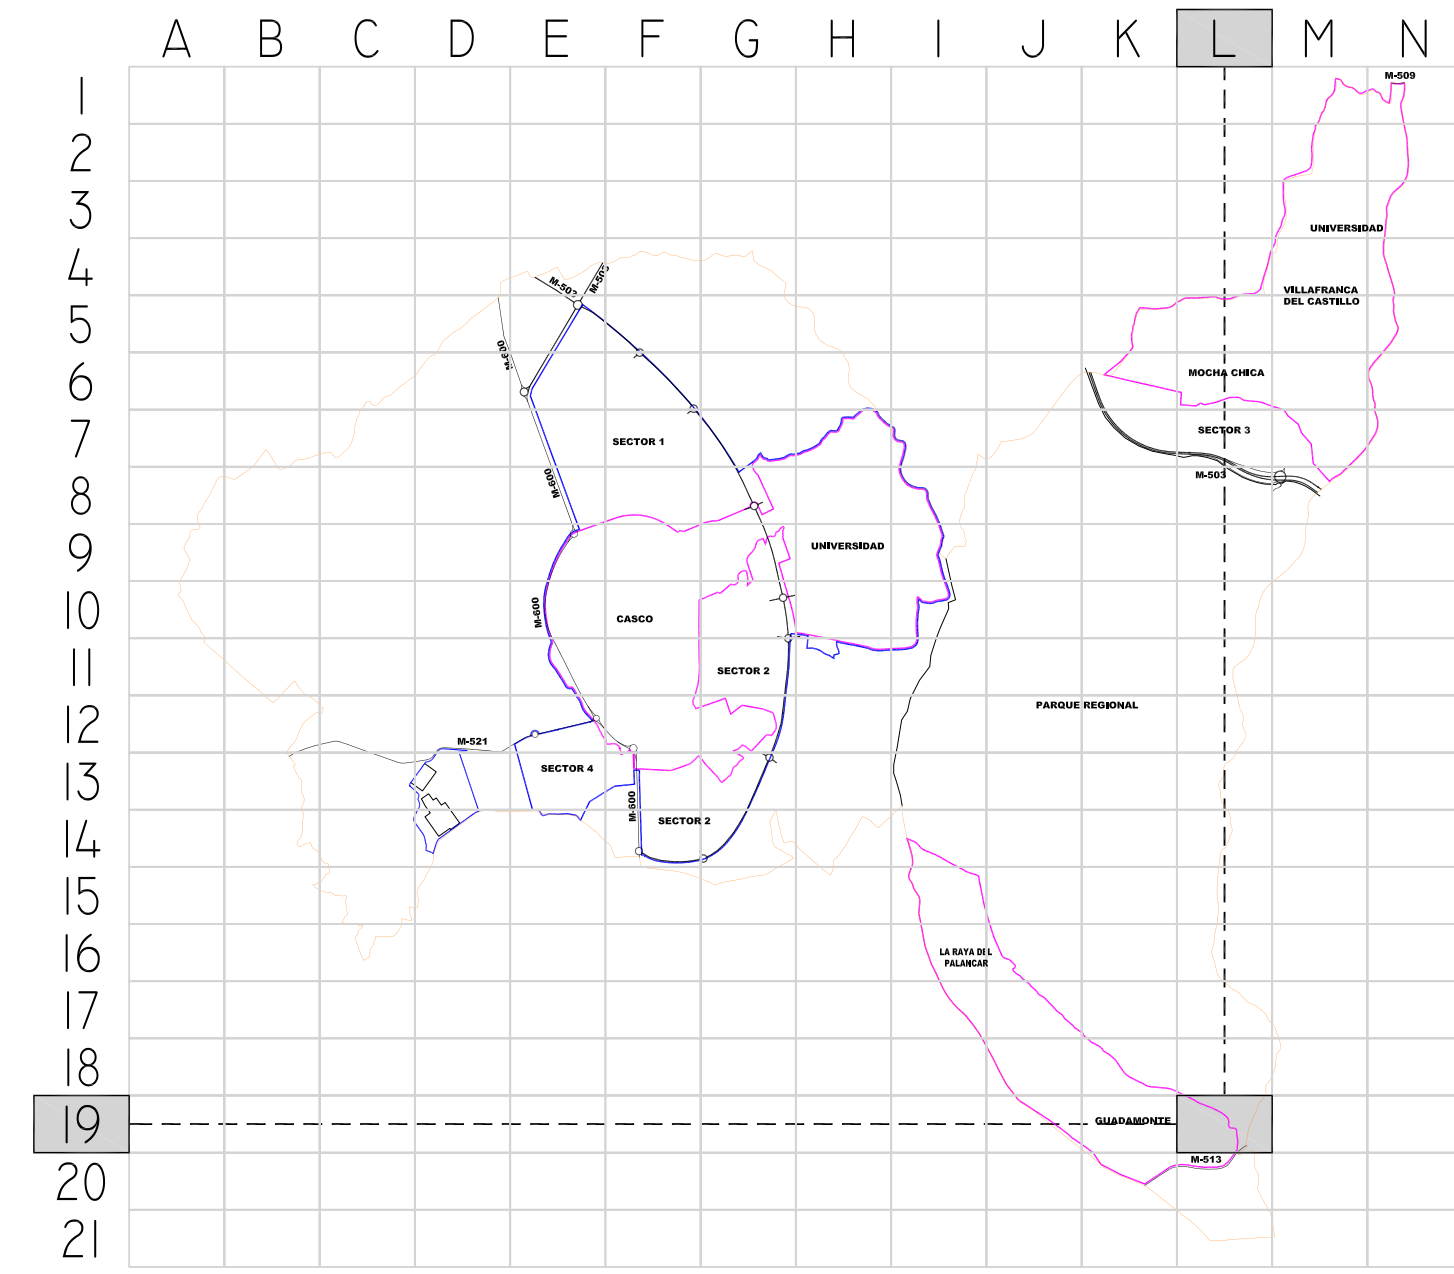 A B C D E F G H I J K L M N
1
M-509
2
3
UNIVERSIDAD
4
M-503
VILLAFRANCA
DEL CASTILLO
5
M-600
6
MOCHA CHICA
7
SECTOR 1
SECTOR 3
8
M-600
M-503
9
UNIVERSIDAD
10
M-600
CASCO
11
SECTOR 2
12
PARQUE REGIONAL
M-521
13
SECTOR 4
M-600
14
SECTOR 2
15
16
LA RAYA DEL
PALANCAR
17
18
19
GUADAMONTE
20
M-513
21